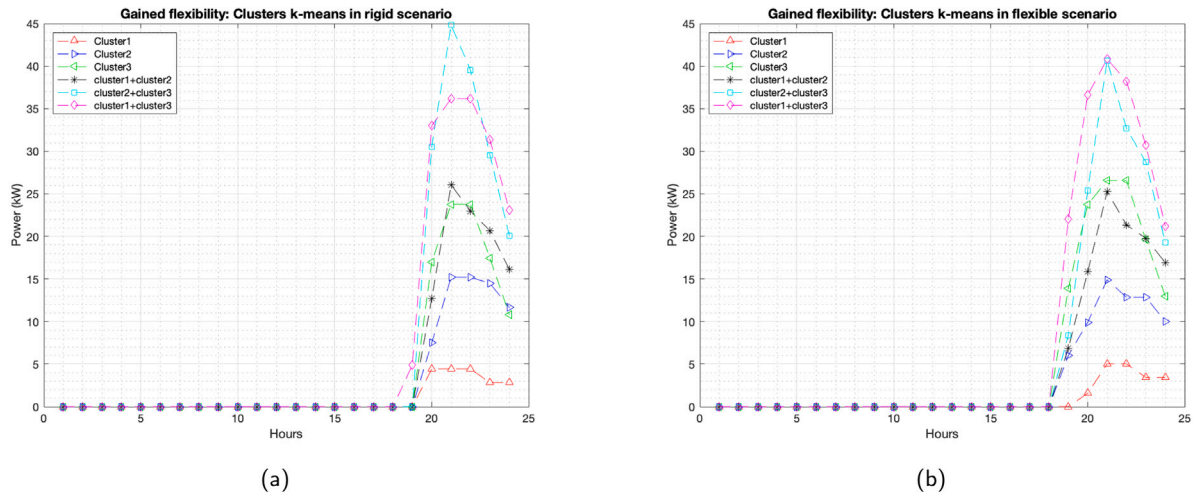 Gained flexibility: Clusters k-means in rigid scenario
45
40
35
30
25
20
15
10
5
0
Power (kW)
Cluster1
Cluster2
Cluster3
cluster1+cluster2
cluster2+cluster3
cluster1+cluster3
0 5 10 15 20 25
Hours
(a)
Gained flexibility: Clusters k-means in flexible scenario
45
40
35
30
25
20
15
10
5
0
Power (kW)
Cluster1
Cluster2
Cluster3
cluster1+cluster2
cluster2+cluster3
cluster1+cluster3
0 5 10 15 20 25
Hours
(b)